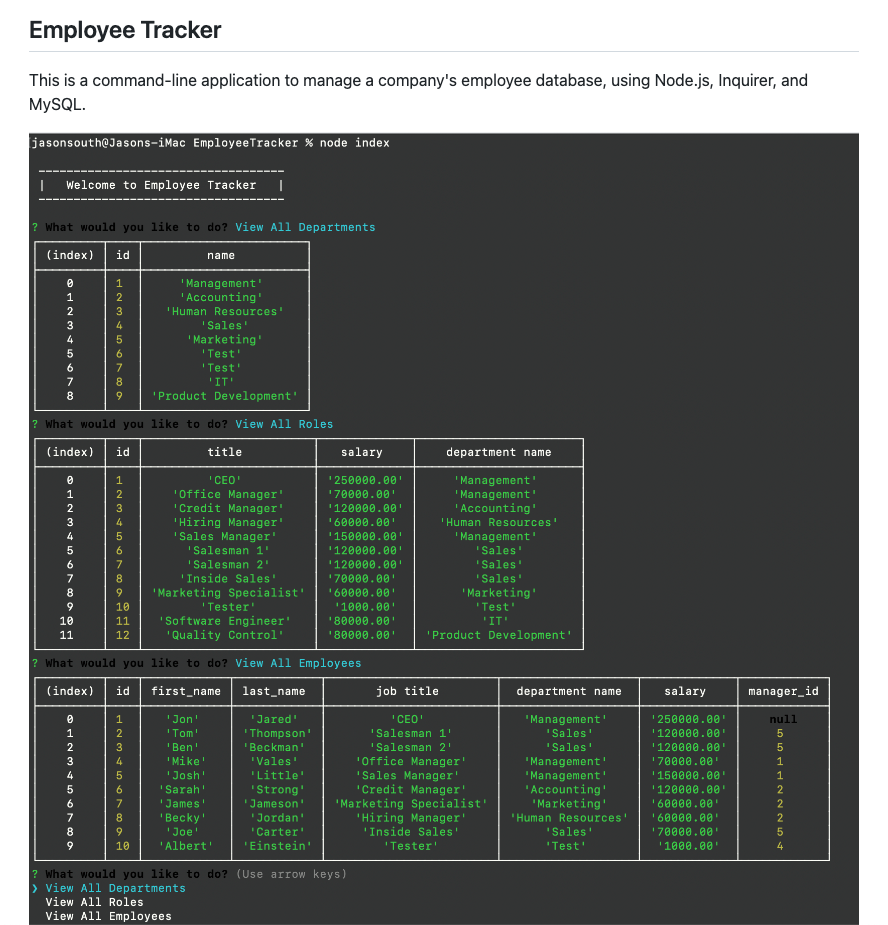 Employee Tracker
This is a command-line application to manage a company's employee database, using Node.js, Inquirer, and
MySQL.
jasonsouth@Jasons-iMac EmployeeTracker % node index
-----------------------------------
|   Welcome to Employee Tracker   |
-----------------------------------
? What would you like to do? View All Departments
(index) id name
0 1 'Management'
1 2 'Accounting'
2 3 'Human Resources'
3 4 'Sales'
4 5 'Marketing'
5 6 'Test'
6 7 'Test'
7 8 'IT'
8 9 'Product Development'
? What would you like to do? View All Roles
(index) id title salary department name
0 1 'CEO' '250000.00' 'Management'
1 2 'Office Manager' '70000.00' 'Management'
2 3 'Credit Manager' '120000.00' 'Accounting'
3 4 'Hiring Manager' '60000.00' 'Human Resources'
4 5 'Sales Manager' '150000.00' 'Management'
5 6 'Salesman 1' '120000.00' 'Sales'
6 7 'Salesman 2' '120000.00' 'Sales'
7 8 'Inside Sales' '70000.00' 'Sales'
8 9 'Marketing Specialist' '60000.00' 'Marketing'
9 10 'Tester' '1000.00' 'Test'
10 11 'Software Engineer' '80000.00' 'IT'
11 12 'Quality Control' '80000.00' 'Product Development'
? What would you like to do? View All Employees
(index) id first_name last_name job title department name salary manager_id
0 1 'Jon' 'Jared' 'CEO' 'Management' '250000.00' null
1 2 'Tom' 'Thompson' 'Salesman 1' 'Sales' '120000.00' 5
2 3 'Ben' 'Beckman' 'Salesman 2' 'Sales' '120000.00' 5
3 4 'Mike' 'Vales' 'Office Manager' 'Management' '70000.00' 1
4 5 'Josh' 'Little' 'Sales Manager' 'Management' '150000.00' 1
5 6 'Sarah' 'Strong' 'Credit Manager' 'Accounting' '120000.00' 2
6 7 'James' 'Jameson' 'Marketing Specialist' 'Marketing' '60000.00' 2
7 8 'Becky' 'Jordan' 'Hiring Manager' 'Human Resources' '60000.00' 2
8 9 'Joe' 'Carter' 'Inside Sales' 'Sales' '70000.00' 5
9 10 'Albert' 'Einstein' 'Tester' 'Test' '1000.00' 4
? What would you like to do? (Use arrow keys)
❯ View All Departments
View All Roles
View All Employees